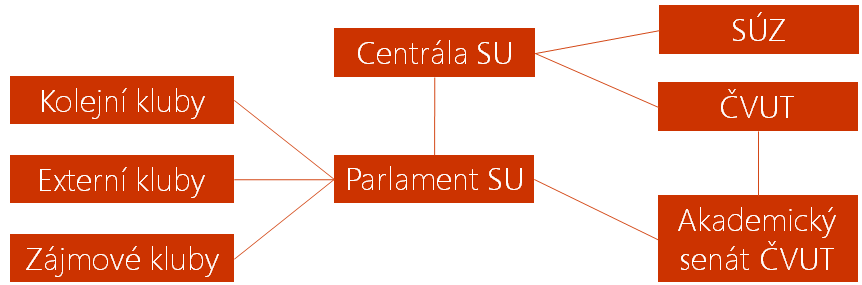 SÚZ
Centrála SU
Kolejní kluby
ČVUT
Externí kluby
Parlament SU
Akademický
senát ČVUT
Zájmové kluby